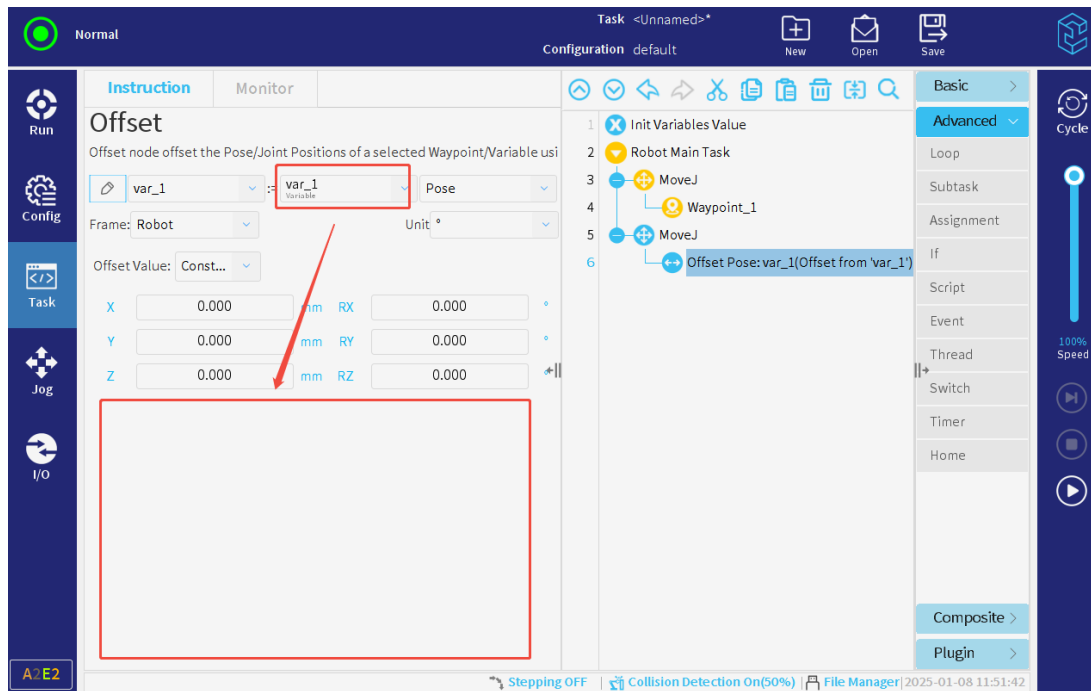 Normal
Task <Unnamed>*
Configuration default
New
Open
Save
Run
Config
Task
Jog
I/O
A2E2
Instruction
Monitor
Offset
Offset node offset the Pose/Joint Positions of a selected Waypoint/Variable usi
var_1 := var_1 Pose
Variable
Frame: Robot Unit °
Offset Value: Const...
X 0.000 mm RX 0.000 °
Y 0.000 mm RY 0.000 °
Z 0.000 mm RZ 0.000 °
1 Init Variables Value
2 Robot Main Task
3 MoveJ
4 Waypoint_1
5 MoveJ
6 Offset Pose: var_1(Offset from 'var_1')
Basic
Advanced
Loop
Subtask
Assignment
If
Script
Event
Thread
Switch
Timer
Home
Composite
Plugin
Cycle
100%
Speed
Stepping OFF | Collision Detection On(50%) | File Manager | 2025-01-08 11:51:42